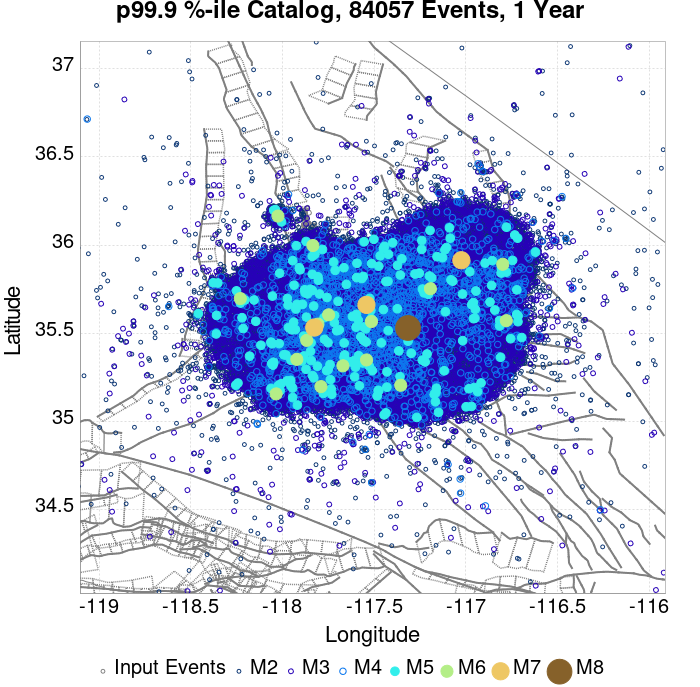 p99.9 %-ile Catalog, 84057 Events, 1 Year
37
36.5
36
35.5
35
34.5
Latitude
-119 -118.5 -118 -117.5 -117 -116.5 -116
Longitude
Input Events M2 M3 M4 M5 M6 M7 M8